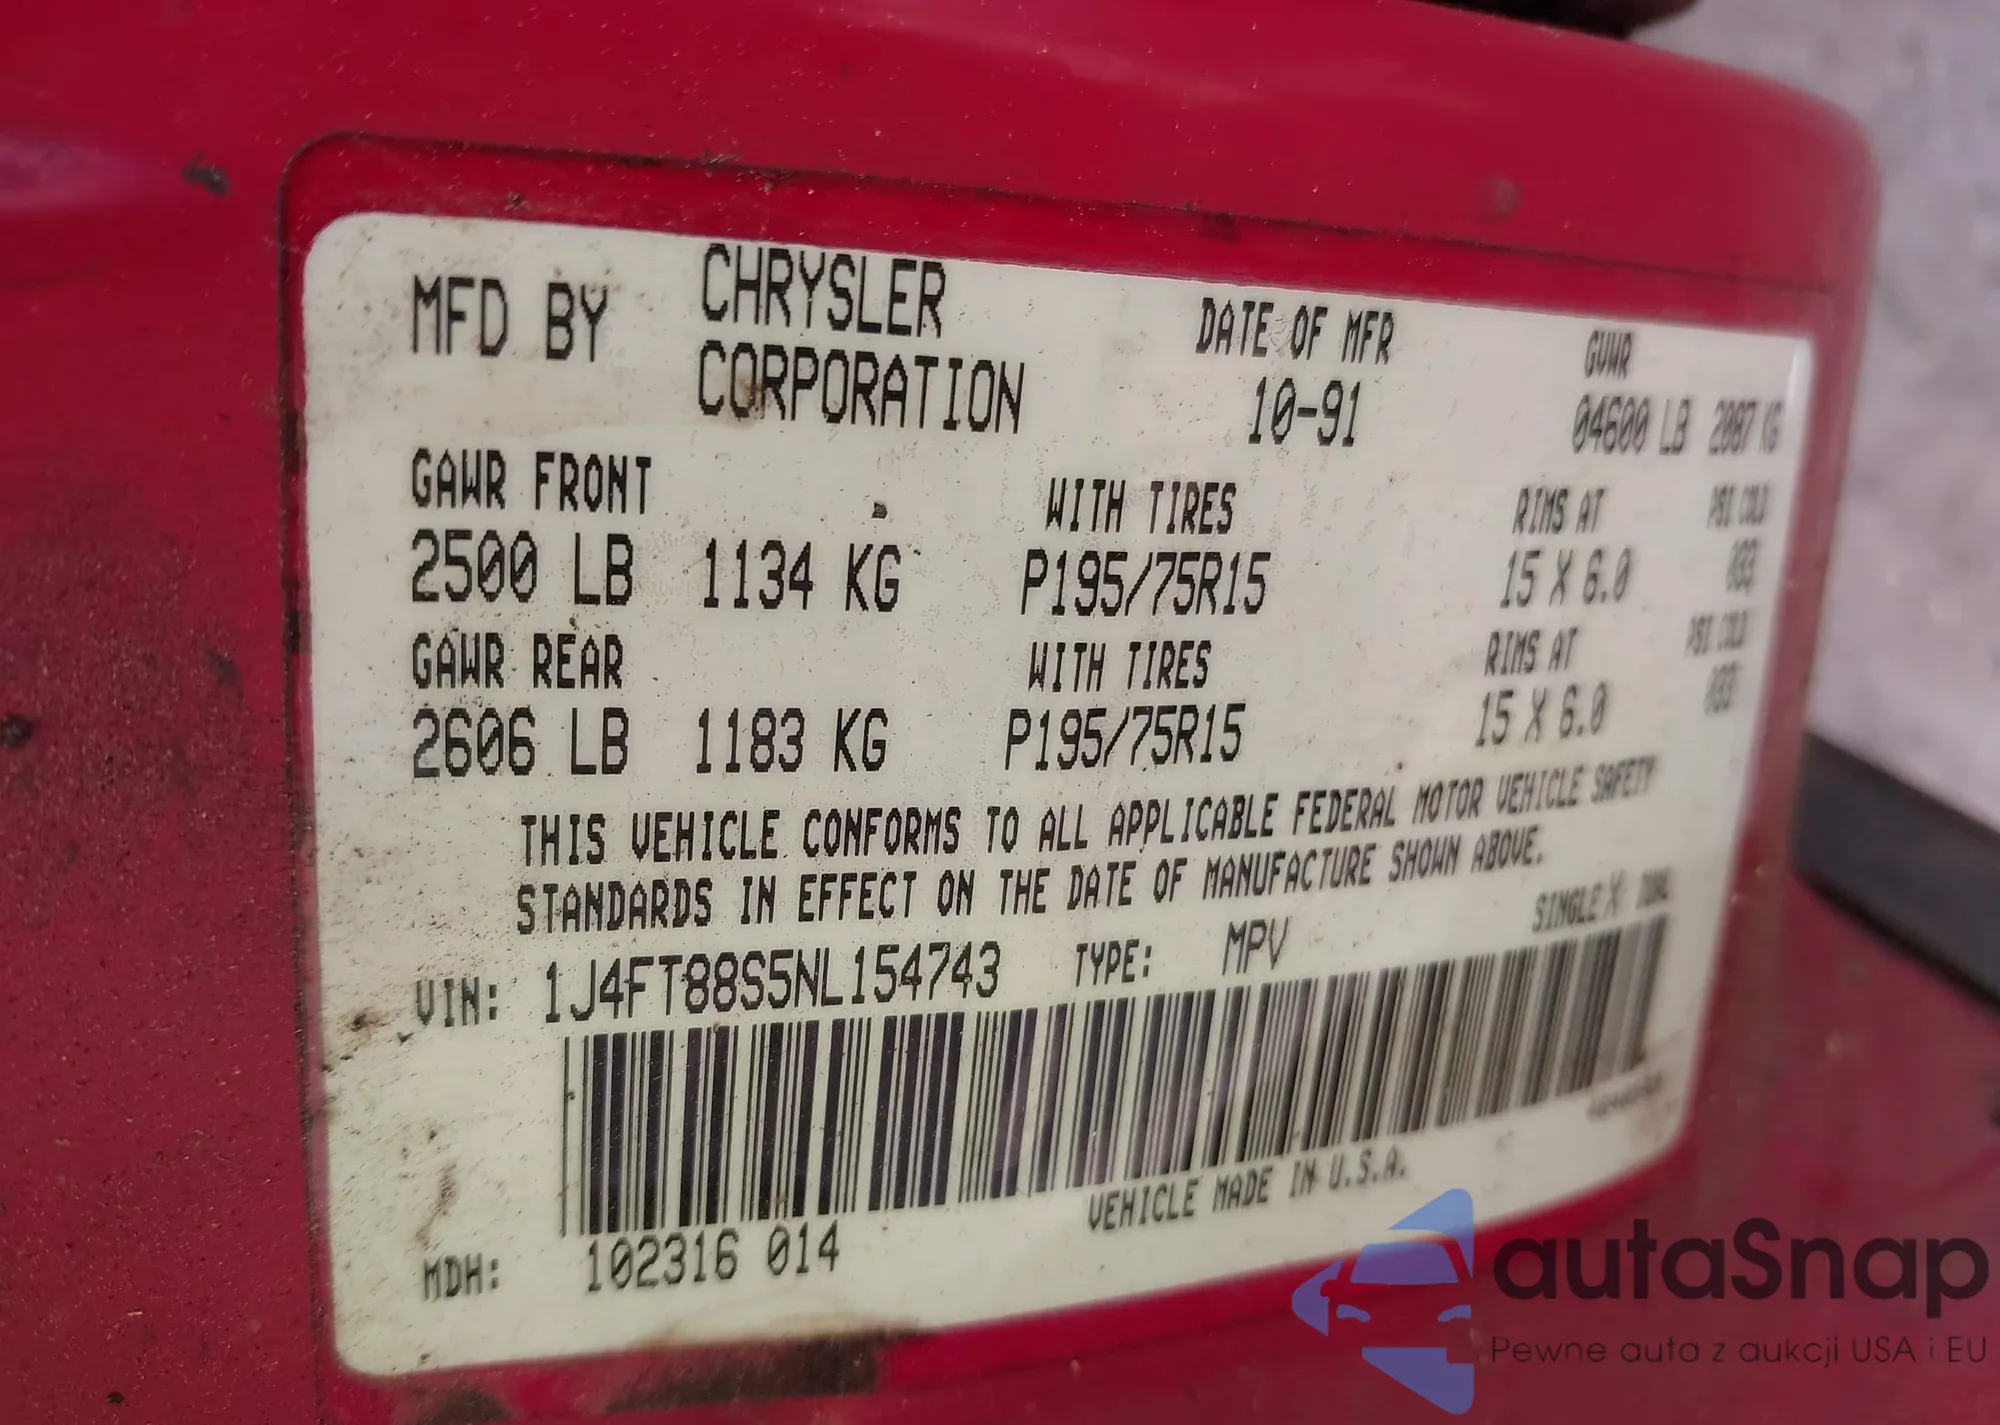 MFD BY CHRYSLER CORPORATION
DATE OF MFR
10-91
GVWR
04600 LB 2087 KG
GAWR FRONT WITH TIRES RIMS AT PSI COLD
2500 LB 1134 KG P195/75R15 15 X 6.0 033
GAWR REAR WITH TIRES RIMS AT PSI COLD
2606 LB 1183 KG P195/75R15 15 X 6.0 033
THIS VEHICLE CONFORMS TO ALL APPLICABLE FEDERAL MOTOR VEHICLE SAFETY
STANDARDS IN EFFECT ON THE DATE OF MANUFACTURE SHOWN ABOVE.
VIN: 1J4FT88S5NL154743 TYPE: MPV SINGLE X DUAL
VEHICLE MADE IN U.S.A.
MDH: 102316 014
autaSnap
Pewne auta z aukcji USA i EU